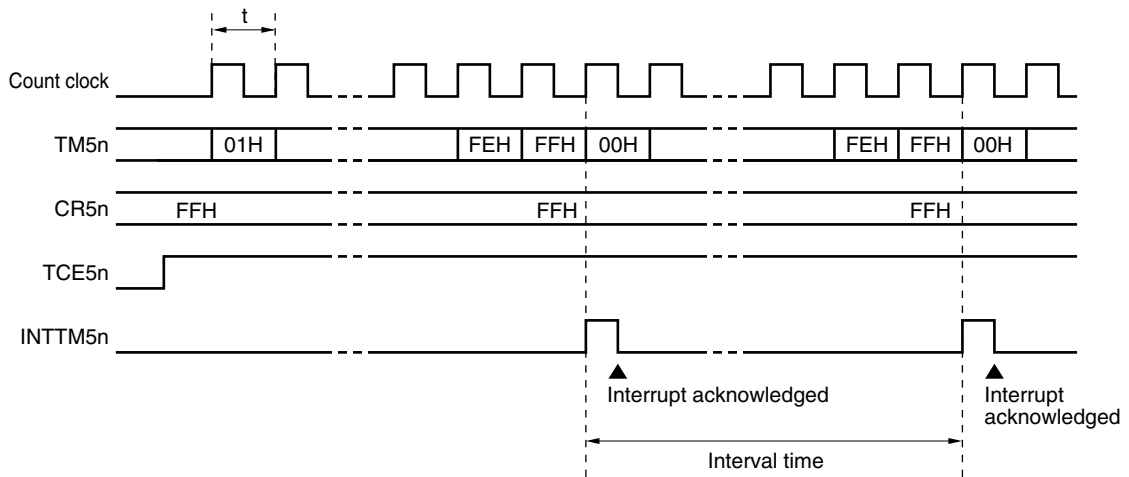 t
Count clock
TM5n 01H FEH FFH 00H FEH FFH 00H
CR5n FFH FFH FFH
TCE5n
INTTM5n
Interrupt acknowledged
Interrupt
acknowledged
Interval time